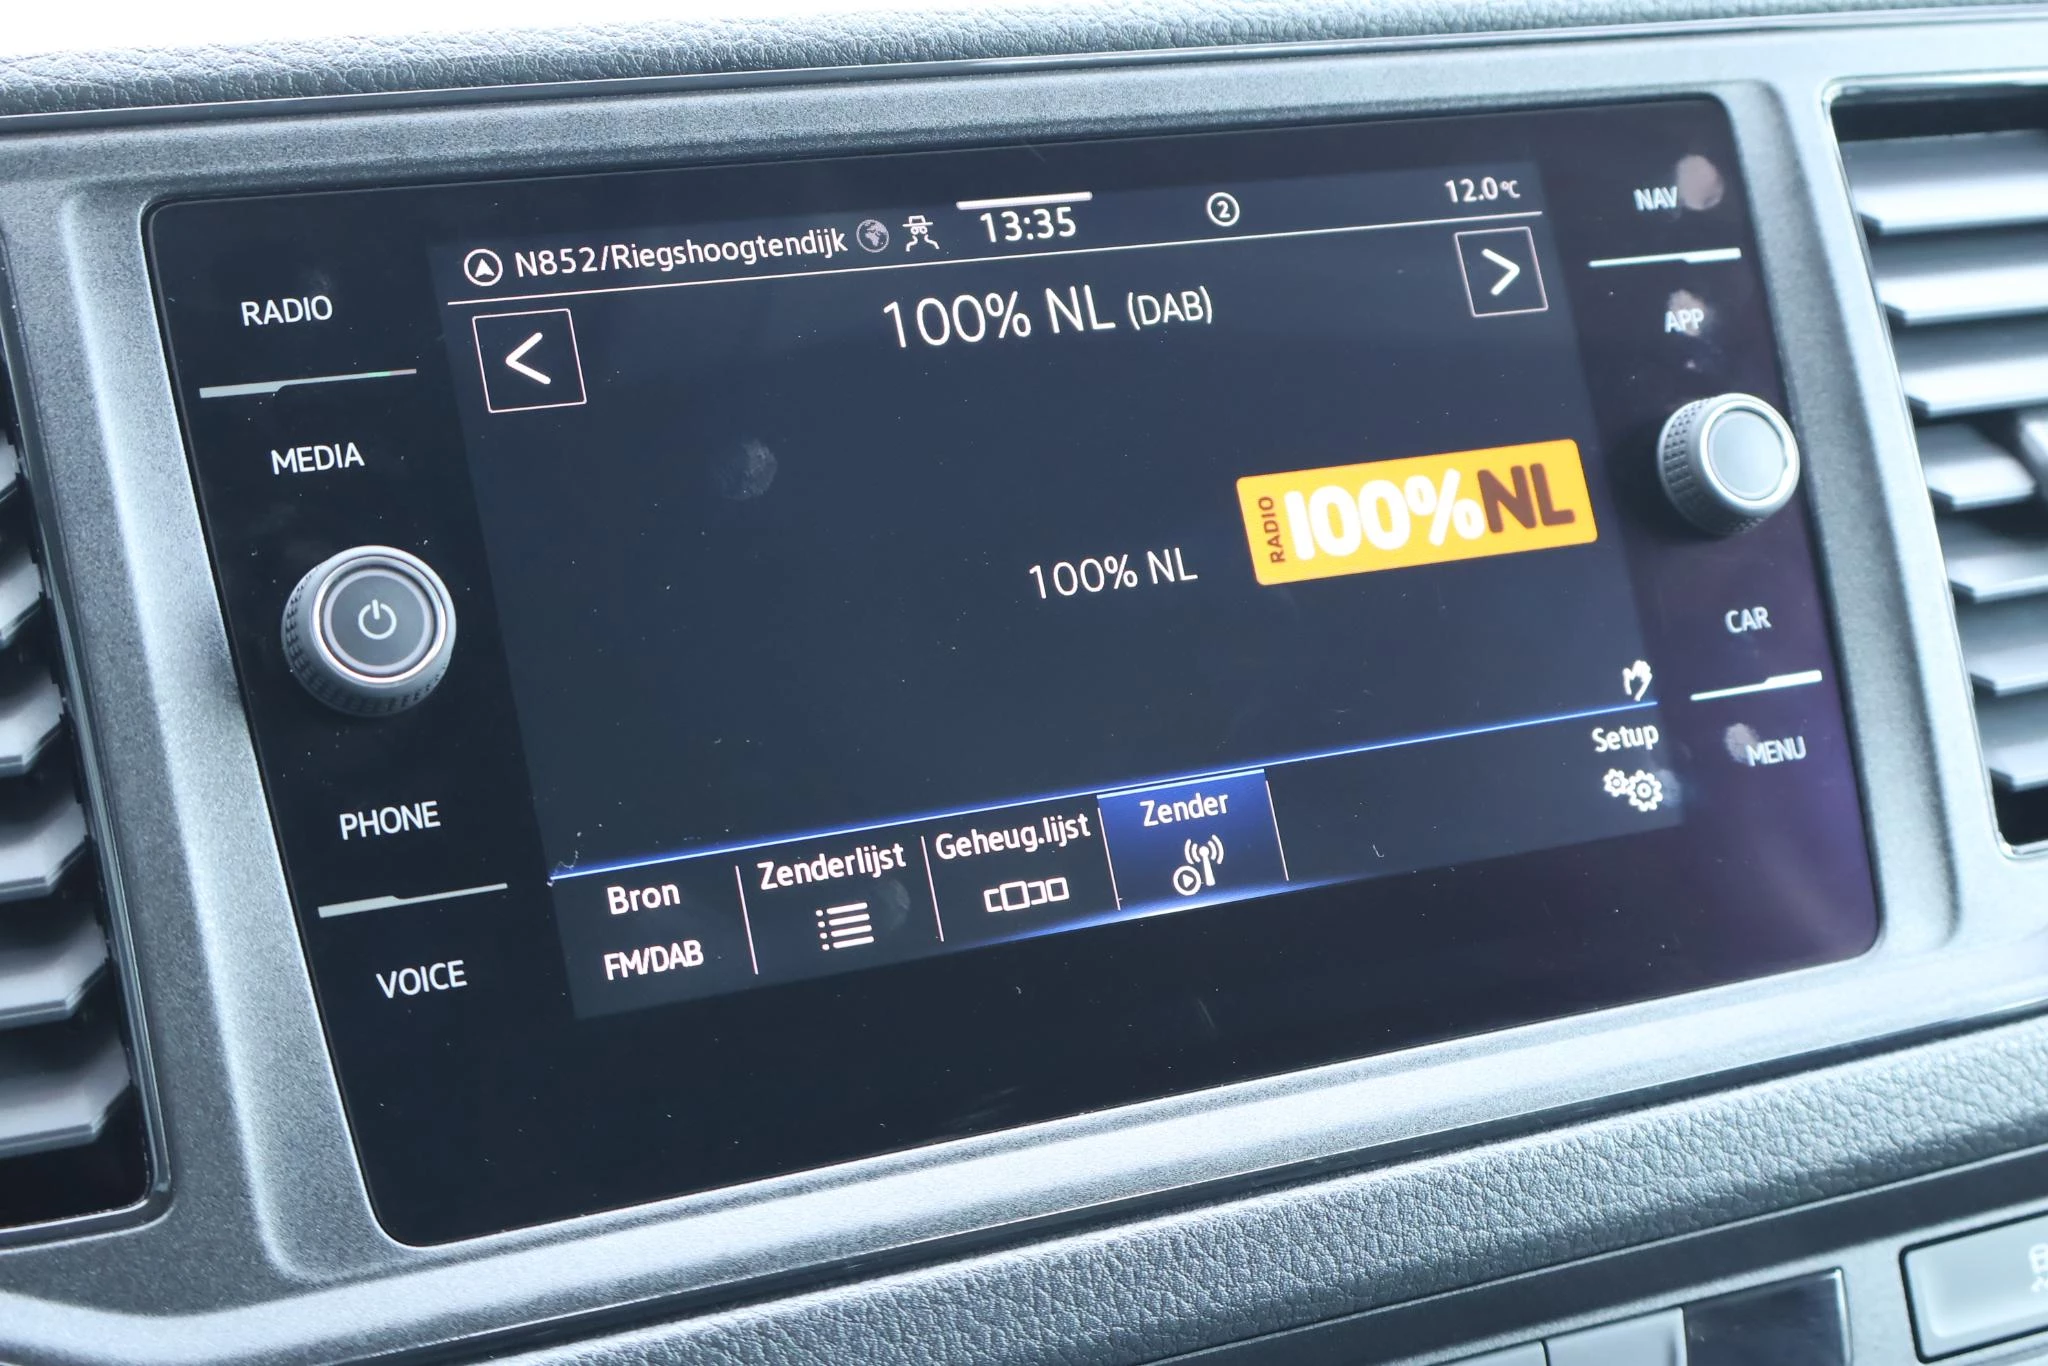 N852/Riegshoogtendijk 13:35 2 12.0°C
100% NL (DAB)
100% NL
RADIO 100%NL
Bron
FM/DAB
Zenderlijst
Geheug.lijst
Zender
Setup
RADIO
MEDIA
PHONE
VOICE
NAV
APP
CAR
MENU